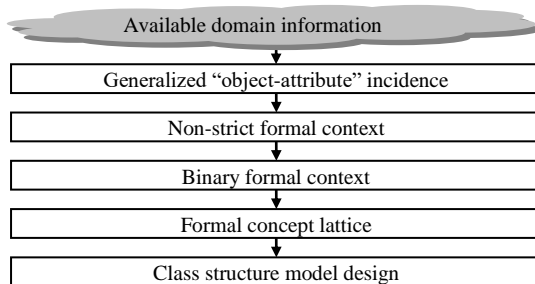 Available domain information
Generalized “object-attribute” incidence
Non-strict formal context
Binary formal context
Formal concept lattice
Class structure model design